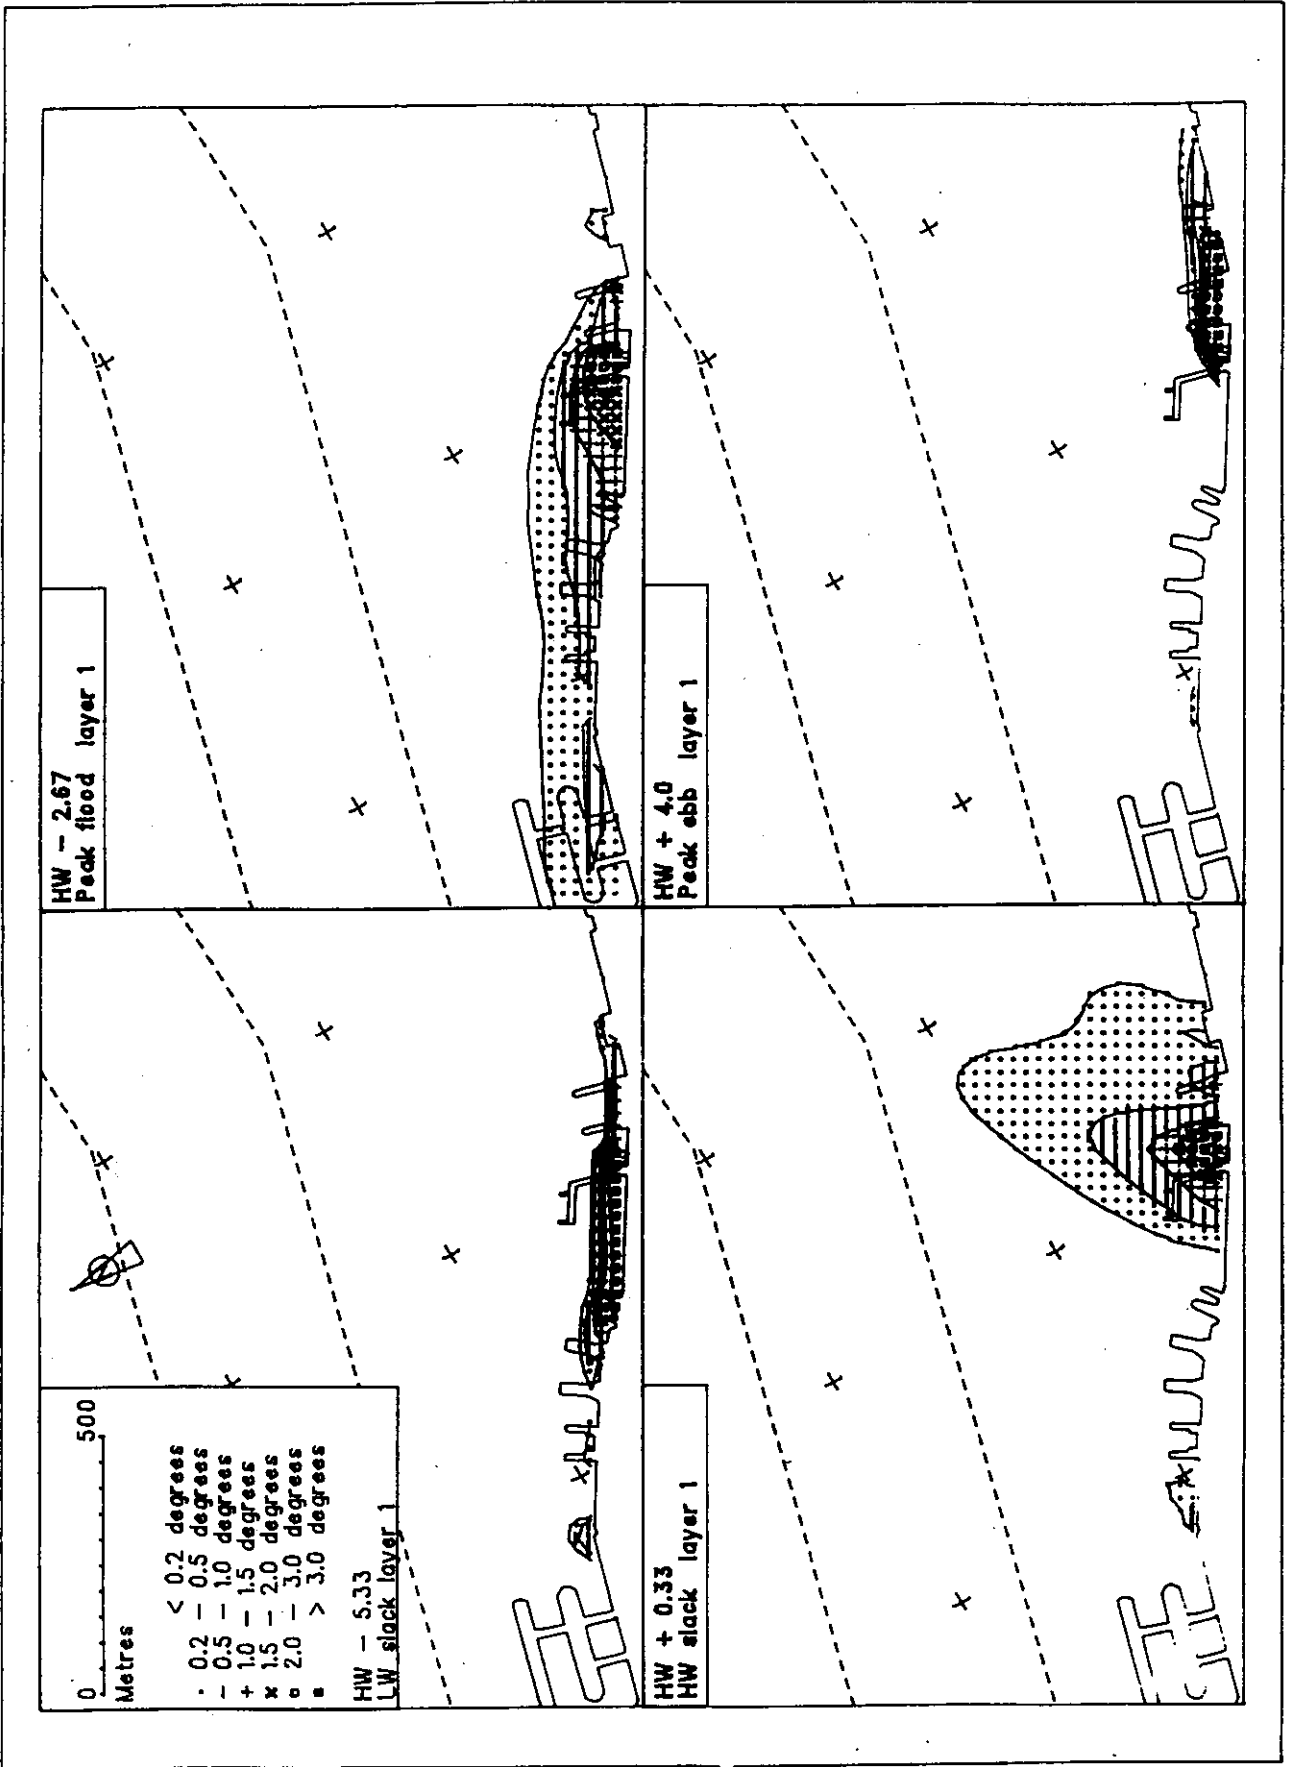 0 500
Metres
< 0.2 degrees
· 0.2 – 0.5 degrees
– 0.5 – 1.0 degrees
+ 1.0 – 1.5 degrees
× 1.5 – 2.0 degrees
o 2.0 – 3.0 degrees
■ > 3.0 degrees
HW – 5.33
LW slack layer 1
HW – 2.67
Peak flood layer 1
HW + 0.33
HW slack layer 1
HW + 4.0
Peak ebb layer 1